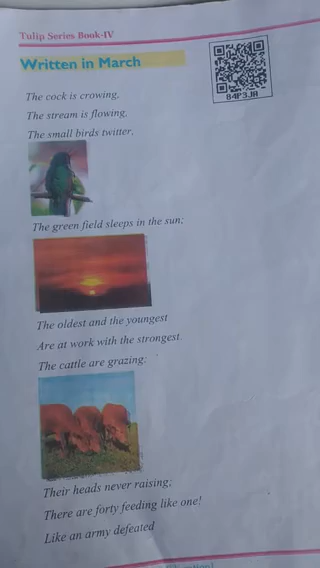 Tulip Series Book-IV
Written in March
84P3J8
The cock is crowing,
The stream is flowing,
The small birds twitter,
The green field sleeps in the sun;
The oldest and the youngest
Are at work with the strongest.
The cattle are grazing:
Their heads never raising;
There are forty feeding like one!
Like an army defeated